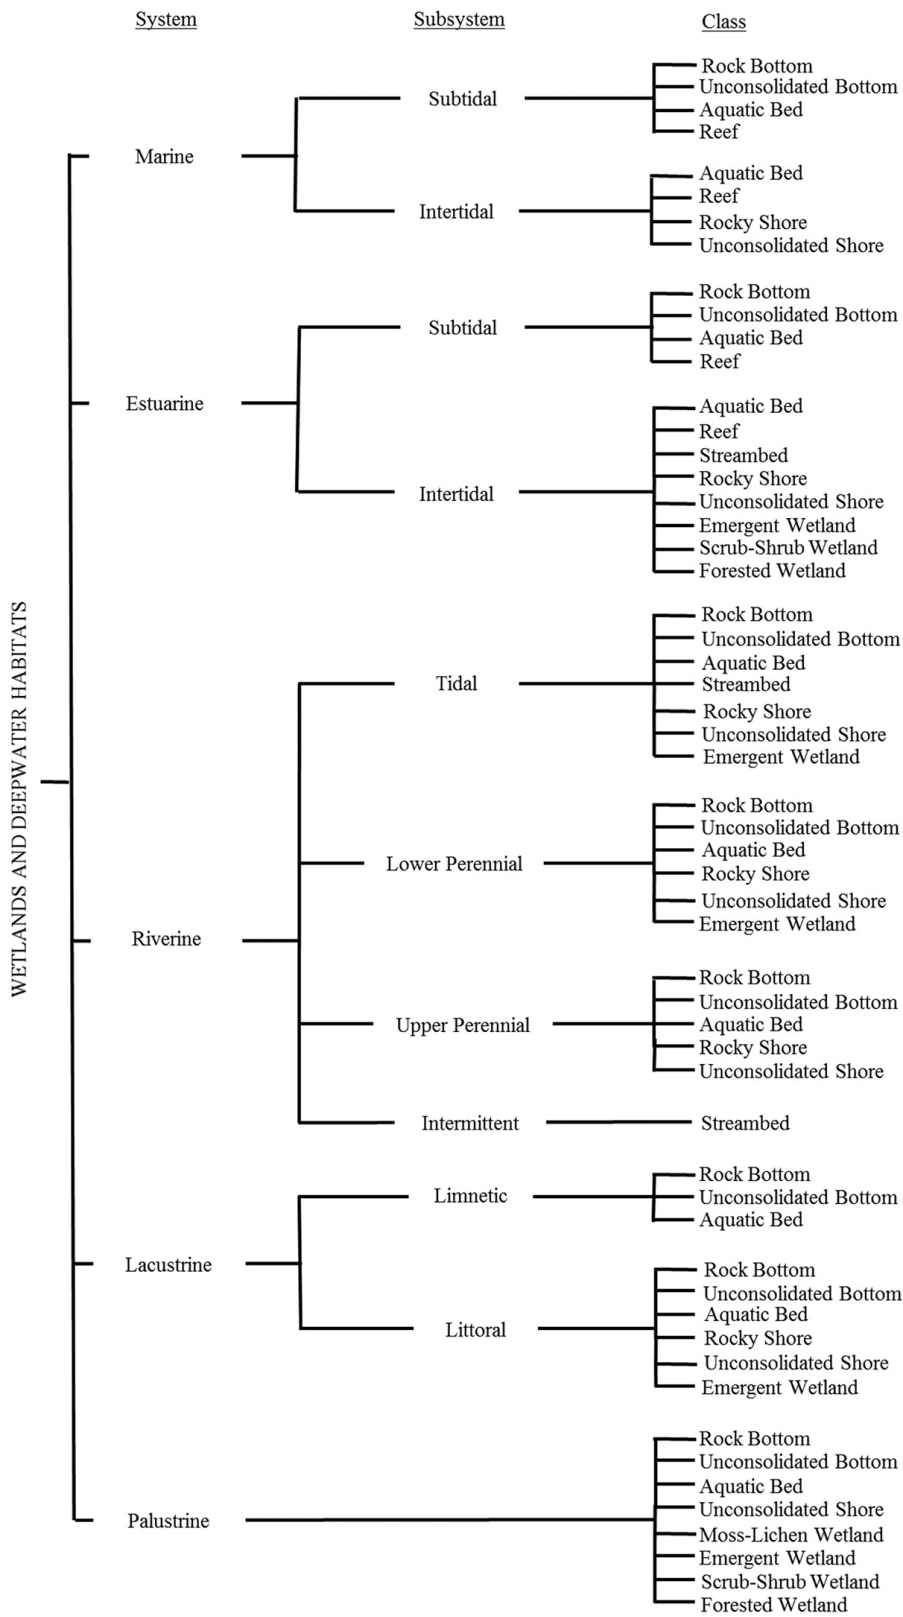 System
Subsystem
Class
WETLANDS AND DEEPWATER HABITATS
Marine
Subtidal
Rock Bottom
Unconsolidated Bottom
Aquatic Bed
Reef
Intertidal
Aquatic Bed
Reef
Rocky Shore
Unconsolidated Shore
Estuarine
Subtidal
Rock Bottom
Unconsolidated Bottom
Aquatic Bed
Reef
Intertidal
Aquatic Bed
Reef
Streambed
Rocky Shore
Unconsolidated Shore
Emergent Wetland
Scrub-Shrub Wetland
Forested Wetland
Riverine
Tidal
Rock Bottom
Unconsolidated Bottom
Aquatic Bed
Streambed
Rocky Shore
Unconsolidated Shore
Emergent Wetland
Lower Perennial
Rock Bottom
Unconsolidated Bottom
Aquatic Bed
Rocky Shore
Unconsolidated Shore
Emergent Wetland
Upper Perennial
Rock Bottom
Unconsolidated Bottom
Aquatic Bed
Rocky Shore
Unconsolidated Shore
Intermittent
Streambed
Lacustrine
Limnetic
Rock Bottom
Unconsolidated Bottom
Aquatic Bed
Littoral
Rock Bottom
Unconsolidated Bottom
Aquatic Bed
Rocky Shore
Unconsolidated Shore
Emergent Wetland
Palustrine
Rock Bottom
Unconsolidated Bottom
Aquatic Bed
Unconsolidated Shore
Moss-Lichen Wetland
Emergent Wetland
Scrub-Shrub Wetland
Forested Wetland